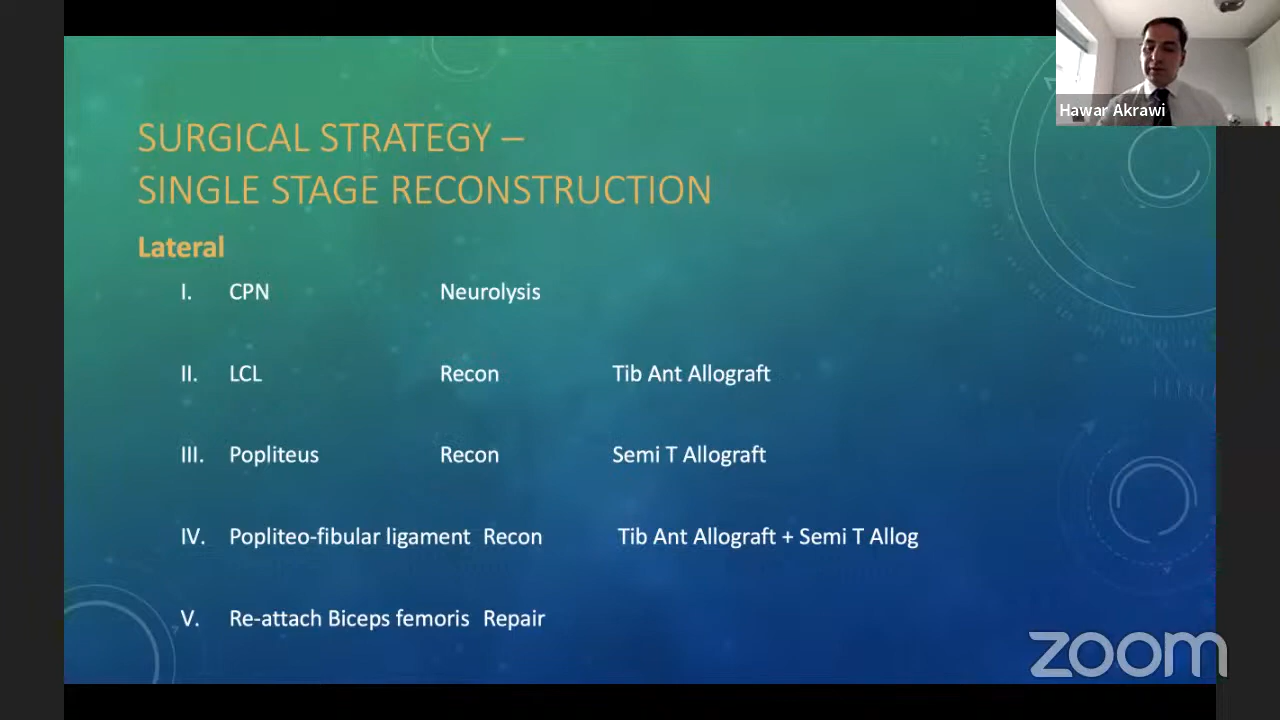 SURGICAL STRATEGY –
SINGLE STAGE RECONSTRUCTION
Lateral
I. CPN Neurolysis
II. LCL Recon Tib Ant Allograft
III. Popliteus Recon Semi T Allograft
IV. Popliteo-fibular ligament Recon Tib Ant Allograft + Semi T Allog
V. Re-attach Biceps femoris Repair
Hawar Akrawi
zoom